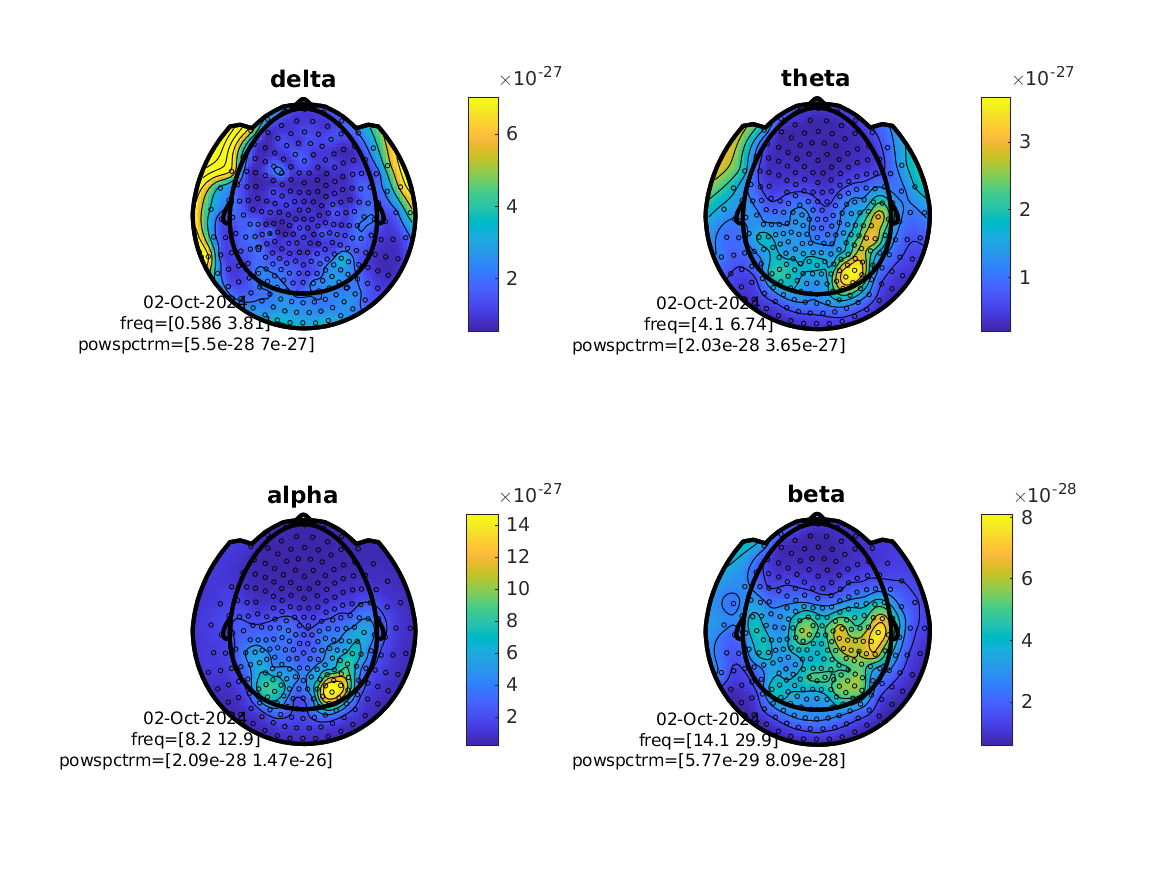 delta
×10-27
6
4
2
02-Oct-2024
freq=[0.586 3.81]
powspctrm=[5.5e-28 7e-27]
theta
×10-27
3
2
1
02-Oct-2024
freq=[4.1 6.74]
powspctrm=[2.03e-28 3.65e-27]
alpha
×10-27
14
12
10
8
6
4
2
02-Oct-2024
freq=[8.2 12.9]
powspctrm=[2.09e-28 1.47e-26]
beta
×10-28
8
6
4
2
02-Oct-2024
freq=[14.1 29.9]
powspctrm=[5.77e-29 8.09e-28]